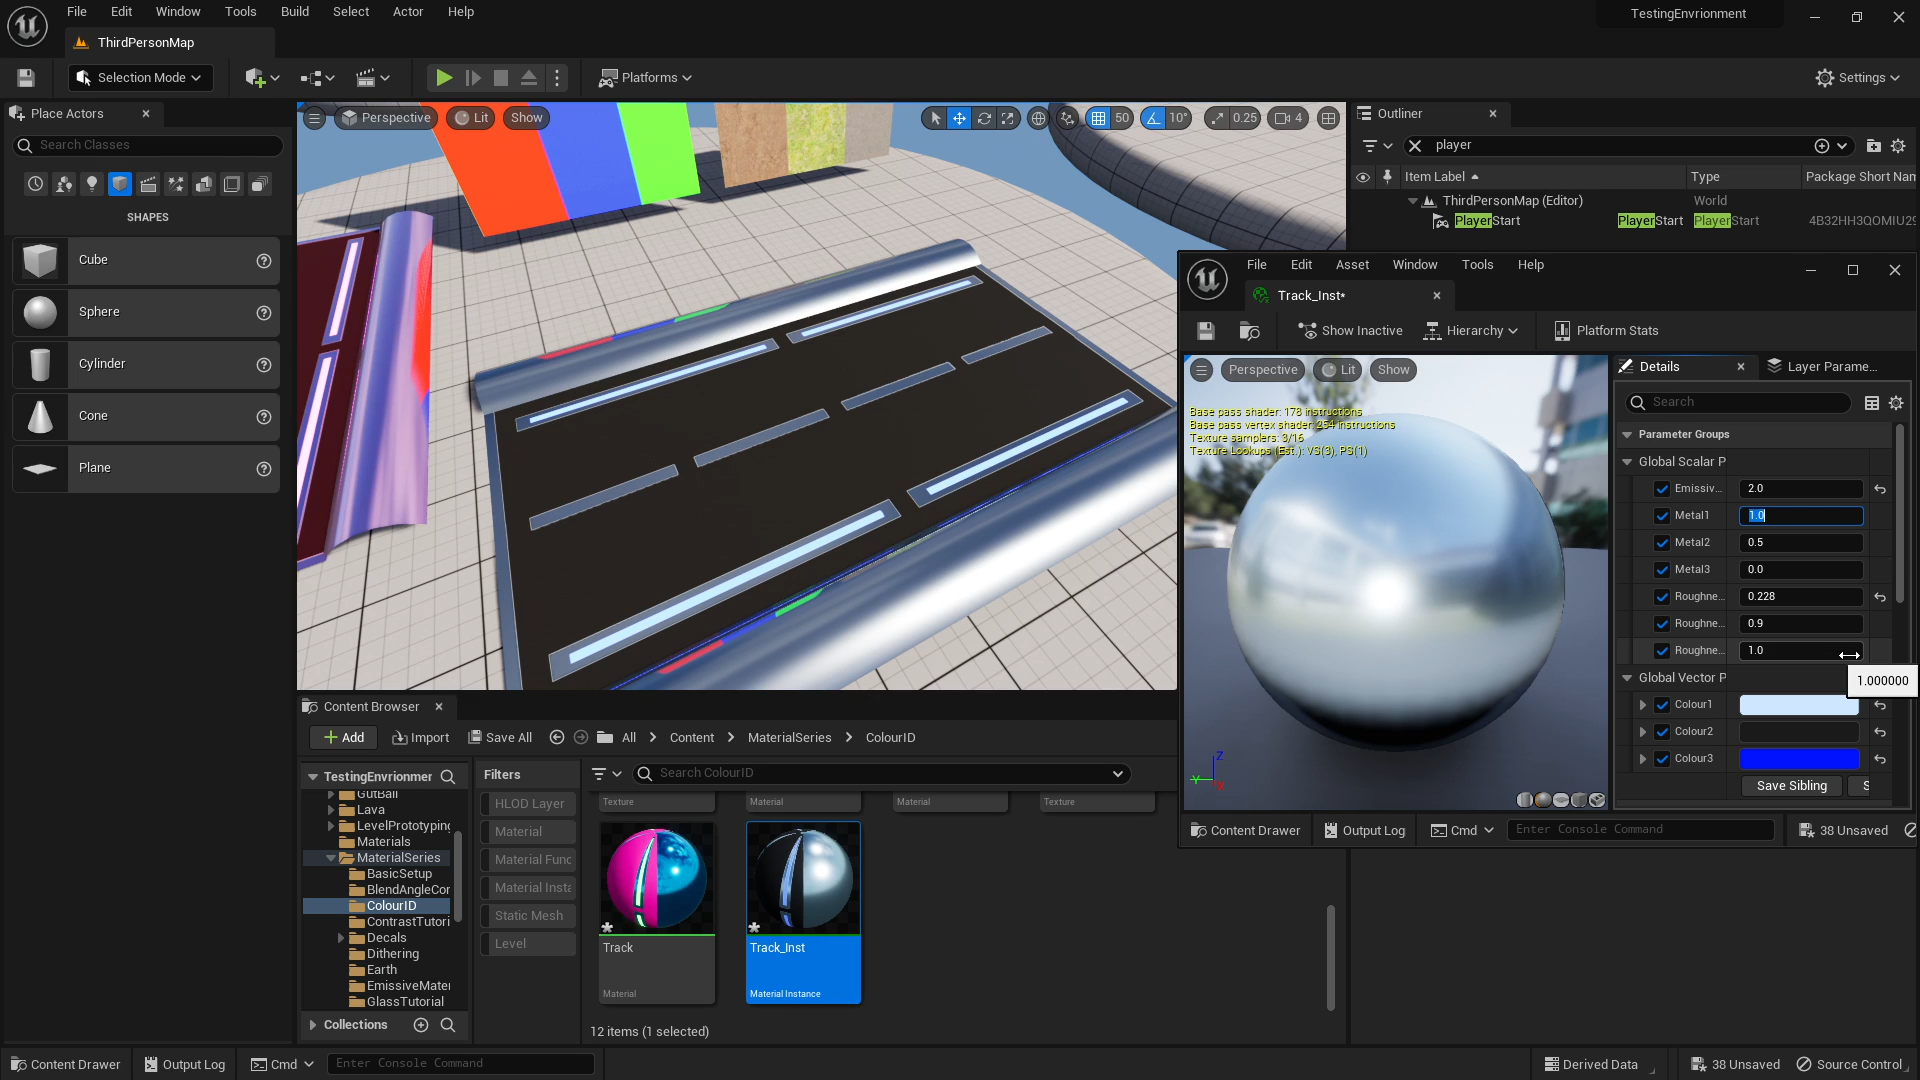 File Edit Window Tools Build Select Actor Help
TestingEnvrionment
ThirdPersonMap
Selection Mode
Platforms
Settings
Place Actors
Search Classes
SHAPES
Cube
Sphere
Cylinder
Cone
Plane
Perspective Lit Show
50 10° 0.25 4
Outliner
player
Item Label Type Package Short Nam
ThirdPersonMap (Editor) World
PlayerStart PlayerStart PlayerStart 4B32HH3QOMIU29
File Edit Asset Window Tools Help
Track_Inst*
Show Inactive Hierarchy Platform Stats
Perspective Lit Show
Base pass shader: 178 instructions
Base pass vertex shader: 254 instructions
Texture samplers: 3/16
Texture Lookups (Est.): VS(3), PS(1)
Z
Y
X
Details Layer Parame...
Search
Parameter Groups
Global Scalar P
Emissiv... 2.0
Metal1 1.0
Metal2 0.5
Metal3 0.0
Roughne... 0.228
Roughne... 0.9
Roughne... 1.0
Global Vector P
1.000000
Colour1
Colour2
Colour3
Save Sibling S
Content Drawer Output Log Cmd Enter Console Command 38 Unsaved
Content Browser
Add Import Save All All Content MaterialSeries ColourID
TestingEnvrionmer
GutBall
Lava
LevelPrototyping
Materials
MaterialSeries
BasicSetup
BlendAngleCor
ColourID
ContrastTutori
Decals
Dithering
Earth
EmissiveMater
GlassTutorial
Collections
Filters
HLOD Layer
Material
Material Func
Material Insta
Static Mesh
Level
Search ColourID
Texture Material Material Texture
Track
Material
Track_Inst
Material Instance
12 items (1 selected)
Content Drawer Output Log Cmd Enter Console Command
Derived Data 38 Unsaved Source Control